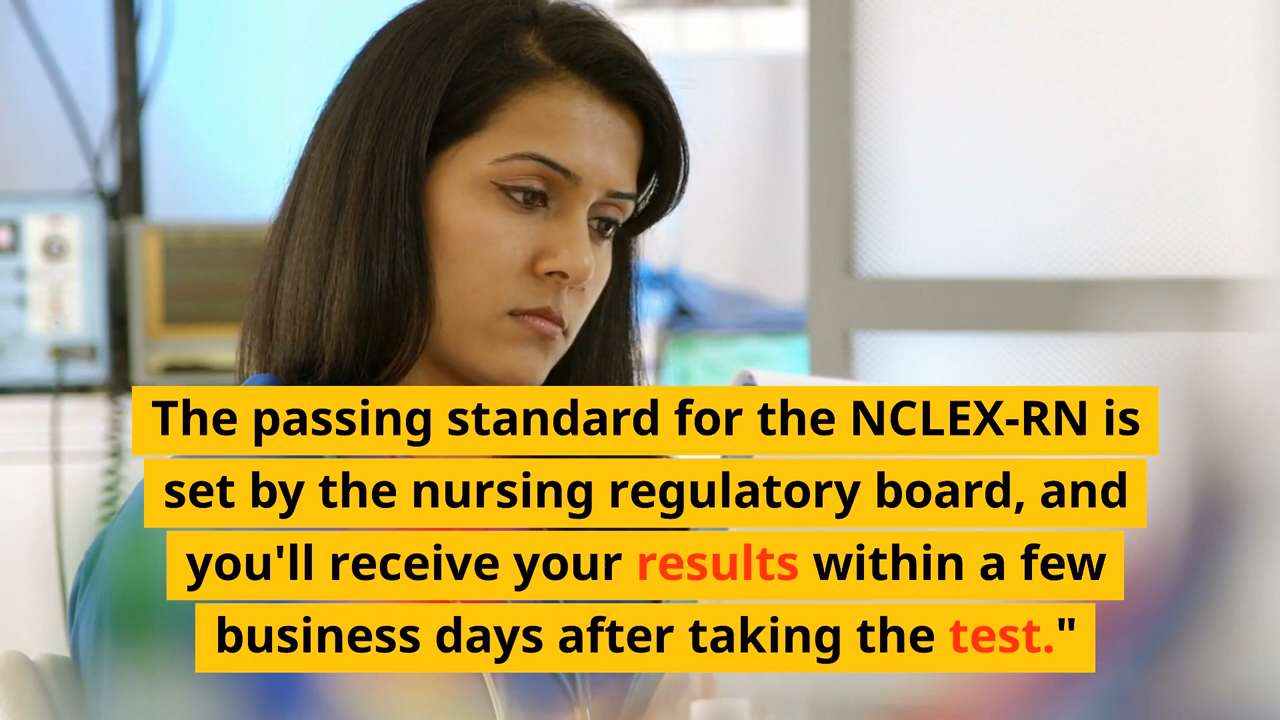 The passing standard for the NCLEX-RN is
set by the nursing regulatory board, and
you'll receive your results within a few
business days after taking the test."